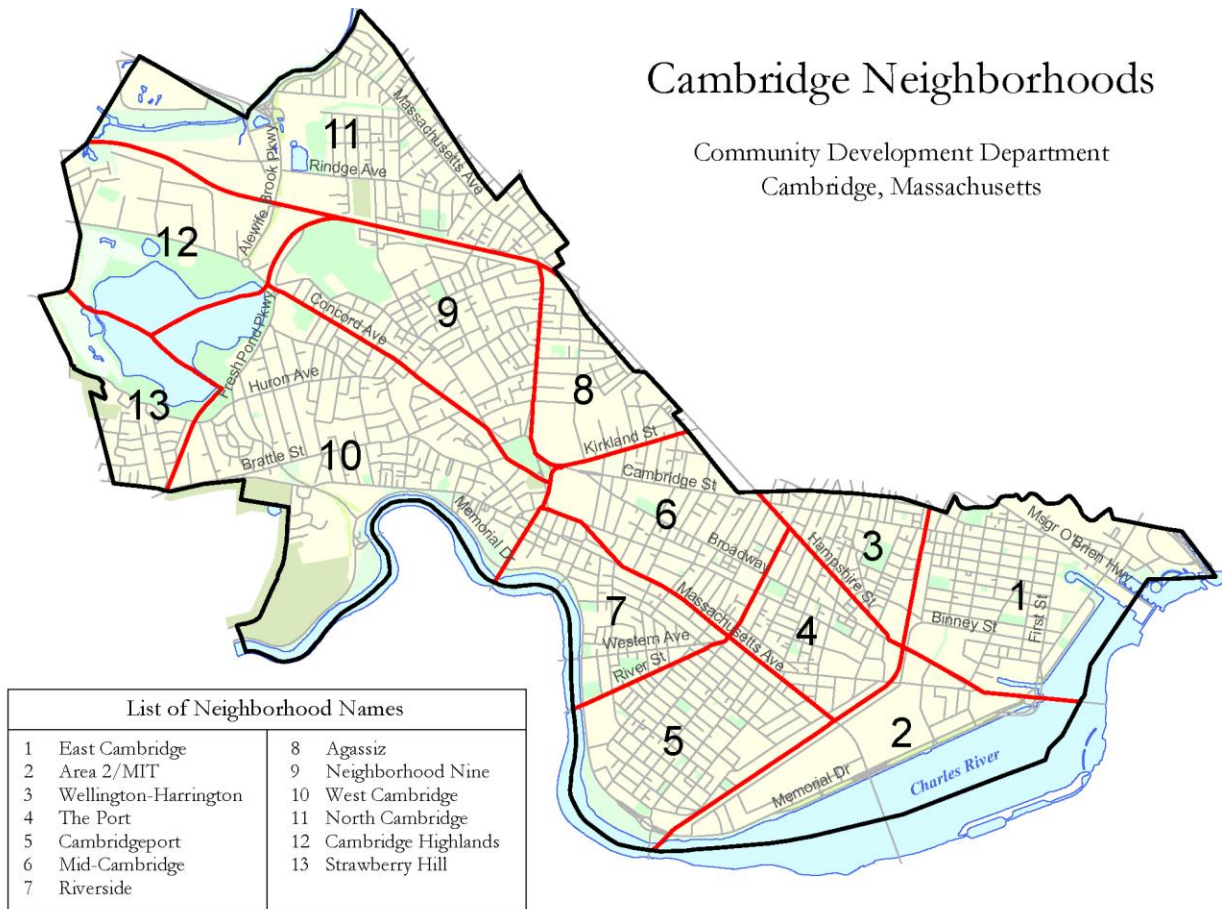 Cambridge Neighborhoods
Community Development Department
Cambridge, Massachusetts
11
Massachusetts Ave
Rindge Ave
Alewife Brook Pkwy
12
9
Concord Ave
Fresh Pond Pkwy
Huron Ave
8
13
Kirkland St
Brattle St
10
Cambridge St
6
Memorial Dr
Broadway
Hampshire St
3
Msgr O'Brien Hwy
1
First St
Binney St
7
Massachusetts Ave
4
Western Ave
River St
5
2
Memorial Dr
Charles River
List of Neighborhood Names
1 East Cambridge
2 Area 2/MIT
3 Wellington-Harrington
4 The Port
5 Cambridgeport
6 Mid-Cambridge
7 Riverside
8 Agassiz
9 Neighborhood Nine
10 West Cambridge
11 North Cambridge
12 Cambridge Highlands
13 Strawberry Hill